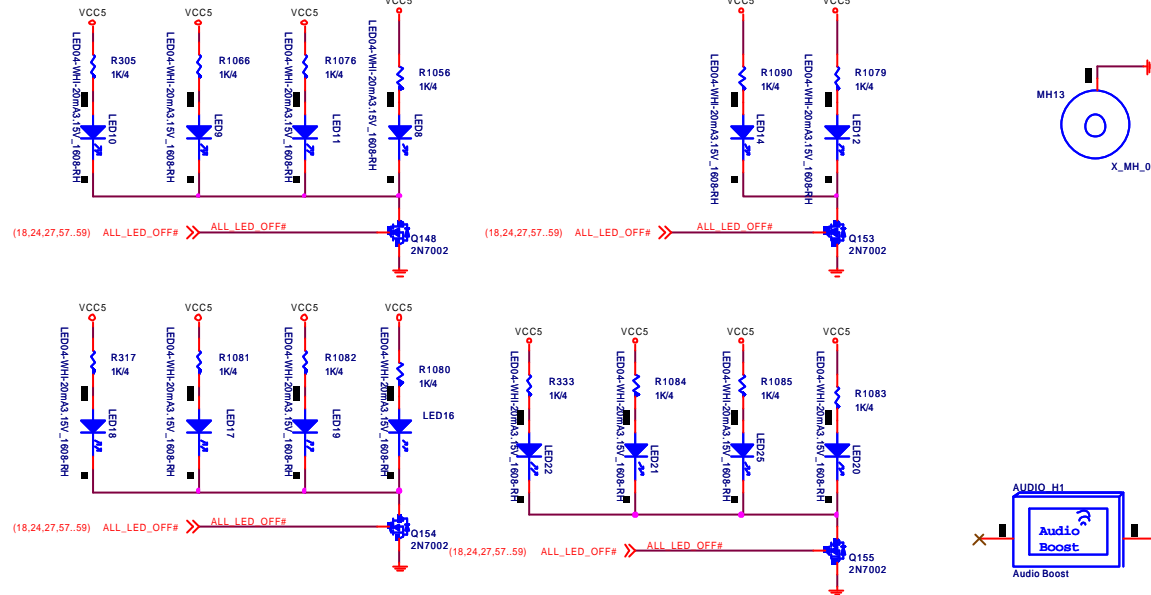 VCC5
VCC5
VCC5
VCC5
VCC5
VCC5
LED04-WHI-20mA3.15V_1608-RH
R305
1K/4
LED10
LED04-WHI-20mA3.15V_1608-RH
R1066
1K/4
LED9
LED04-WHI-20mA3.15V_1608-RH
R1076
1K/4
LED11
LED04-WHI-20mA3.15V_1608-RH
R1056
1K/4
LED8
LED04-WHI-20mA3.15V_1608-RH
R1090
1K/4
LED14
LED04-WHI-20mA3.15V_1608-RH
R1079
1K/4
LED12
MH13
X_MH_0
(18,24,27,57..59) ALL_LED_OFF#
ALL_LED_OFF#
Q148
2N7002
(18,24,27,57..59) ALL_LED_OFF#
ALL_LED_OFF#
Q153
2N7002
VCC5
VCC5
VCC5
VCC5
LED04-WHI-20mA3.15V_1608-RH
R317
1K/4
LED18
LED04-WHI-20mA3.15V_1608-RH
R1081
1K/4
LED17
LED04-WHI-20mA3.15V_1608-RH
R1082
1K/4
LED19
LED04-WHI-20mA3.15V_1608-RH
R1080
1K/4
LED16
VCC5
VCC5
VCC5
VCC5
LED04-WHI-20mA3.15V_1608-RH
R333
1K/4
LED22
LED04-WHI-20mA3.15V_1608-RH
R1084
1K/4
LED21
LED04-WHI-20mA3.15V_1608-RH
R1085
1K/4
LED25
LED04-WHI-20mA3.15V_1608-RH
R1083
1K/4
LED20
(18,24,27,57..59) ALL_LED_OFF#
ALL_LED_OFF#
Q154
2N7002
(18,24,27,57..59) ALL_LED_OFF#
ALL_LED_OFF#
Q155
2N7002
AUDIO_H1
Audio
Boost
Audio Boost